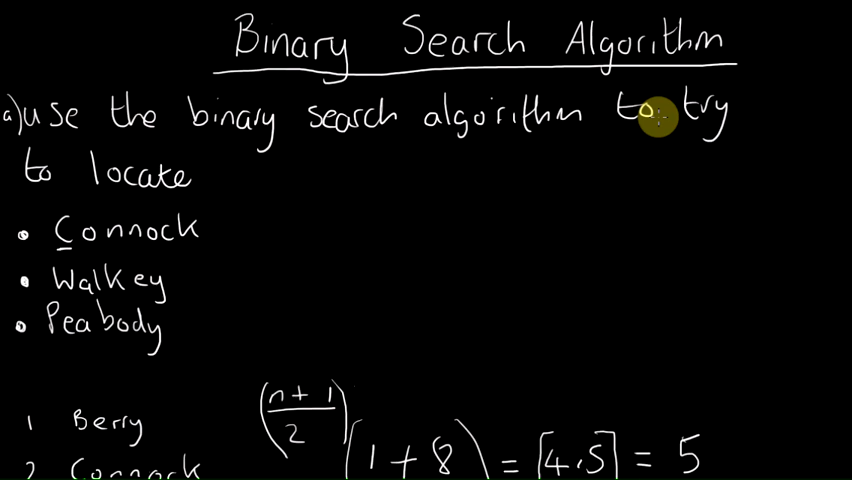 Binary Search Algorithm
a) use the binary search algorithm to try
to locate
• Connock
• Walkey
• Peabody
1 Berry
(n+1/2)
2 Connock
(1+8) = [4.5] = 5